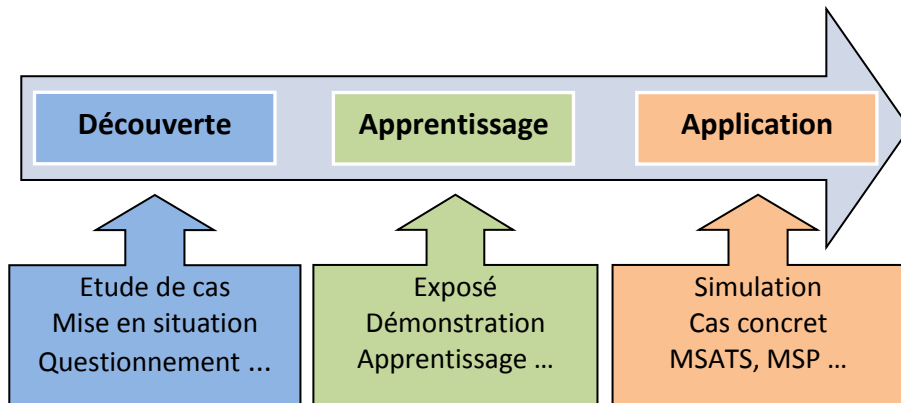 Découverte
Apprentissage
Application
Etude de cas
Mise en situation
Questionnement ...
Exposé
Démonstration
Apprentissage ...
Simulation
Cas concret
MSATS, MSP ...